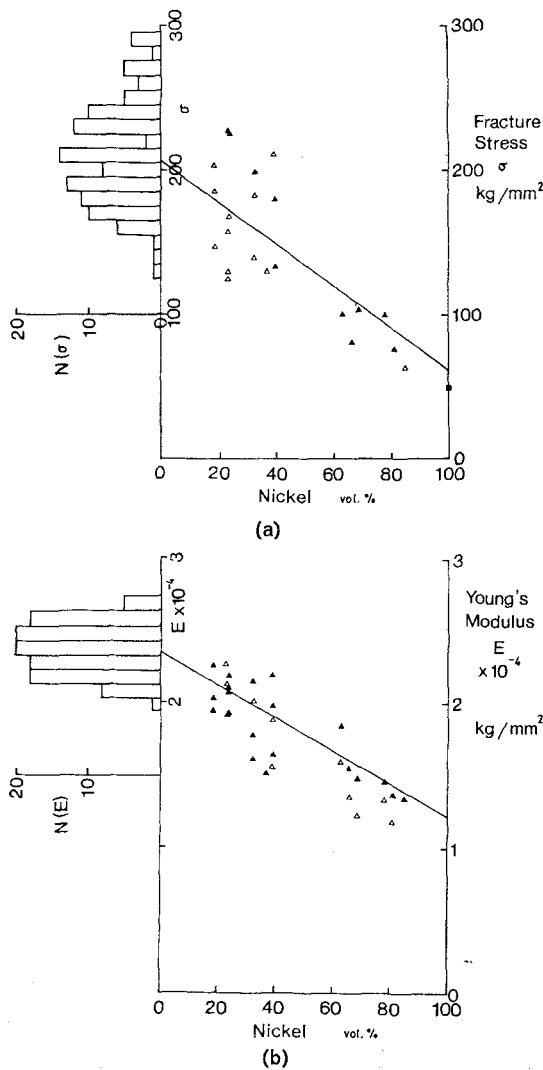 300
200
100
0
σ
20
10
0
N(σ)
300
200
100
0
Fracture
Stress
σ
kg/mm²
0
20
40
60
80
100
Nickel vol. %
(a)
3
2
E ×10⁻⁴
20
10
N(E)
3
2
1
0
Young's
Modulus
E
×10⁻⁴
kg/mm²
0
20
40
60
80
100
Nickel vol. %
(b)